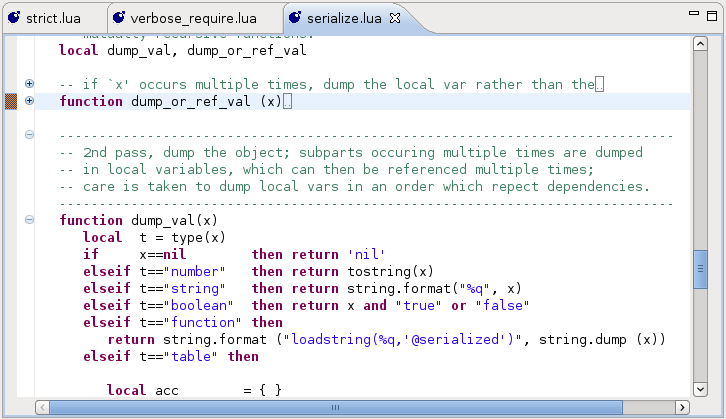 strict.lua verbose_require.lua serialize.lua
mutually recursive functions.
local dump_val, dump_or_ref_val
-- if `x' occurs multiple times, dump the local var rather than the..
function dump_or_ref_val (x)..
-----------------------------------------------------------------------------
-- 2nd pass, dump the object; subparts occuring multiple times are dumped
-- in local variables, which can then be referenced multiple times;
-- care is taken to dump local vars in an order which repect dependencies.
-----------------------------------------------------------------------------
function dump_val(x)
   local  t = type(x)
   if     x==nil        then return 'nil'
   elseif t=="number"   then return tostring(x)
   elseif t=="string"   then return string.format("%q", x)
   elseif t=="boolean"  then return x and "true" or "false"
   elseif t=="function" then
      return string.format ("loadstring(%q,'@serialized')", string.dump (x))
   elseif t=="table" then
      local acc        = { }